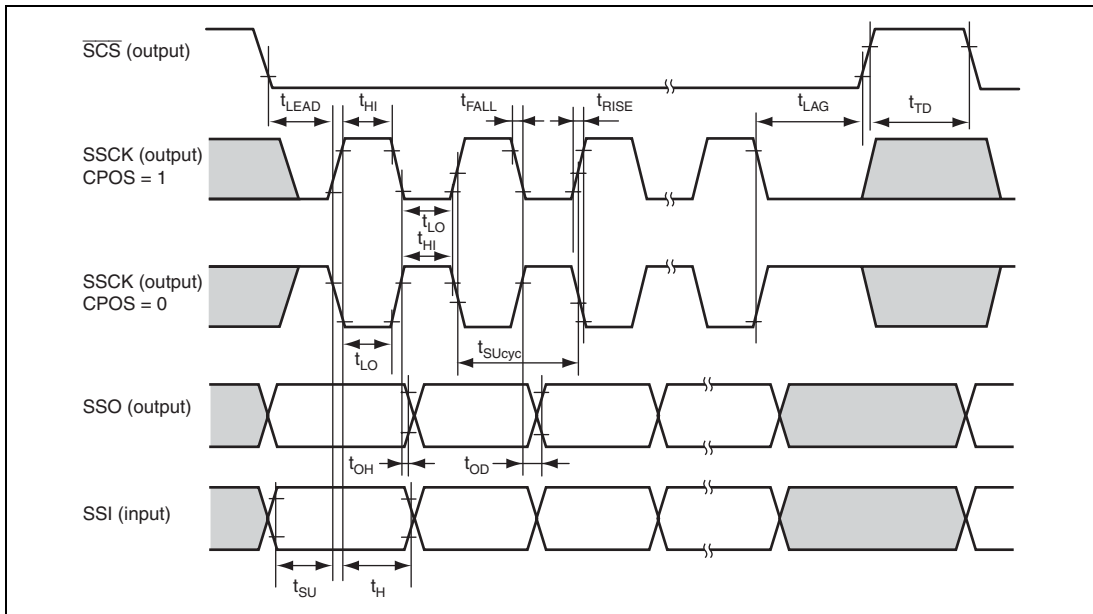 SCS (output)
tLEAD tHI tFALL tRISE tLAG tTD
SSCK (output)
CPOS = 1
tLO
tHI
SSCK (output)
CPOS = 0
tLO
tSUcyc
SSO (output)
tOH tOD
SSI (input)
tSU tH